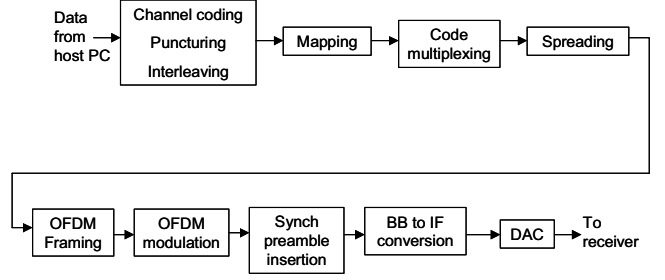 Data
from
host PC
Channel coding
Puncturing
Interleaving
Mapping
Code
multiplexing
Spreading
OFDM
Framing
OFDM
modulation
Synch
preamble
insertion
BB to IF
conversion
DAC
To
receiver